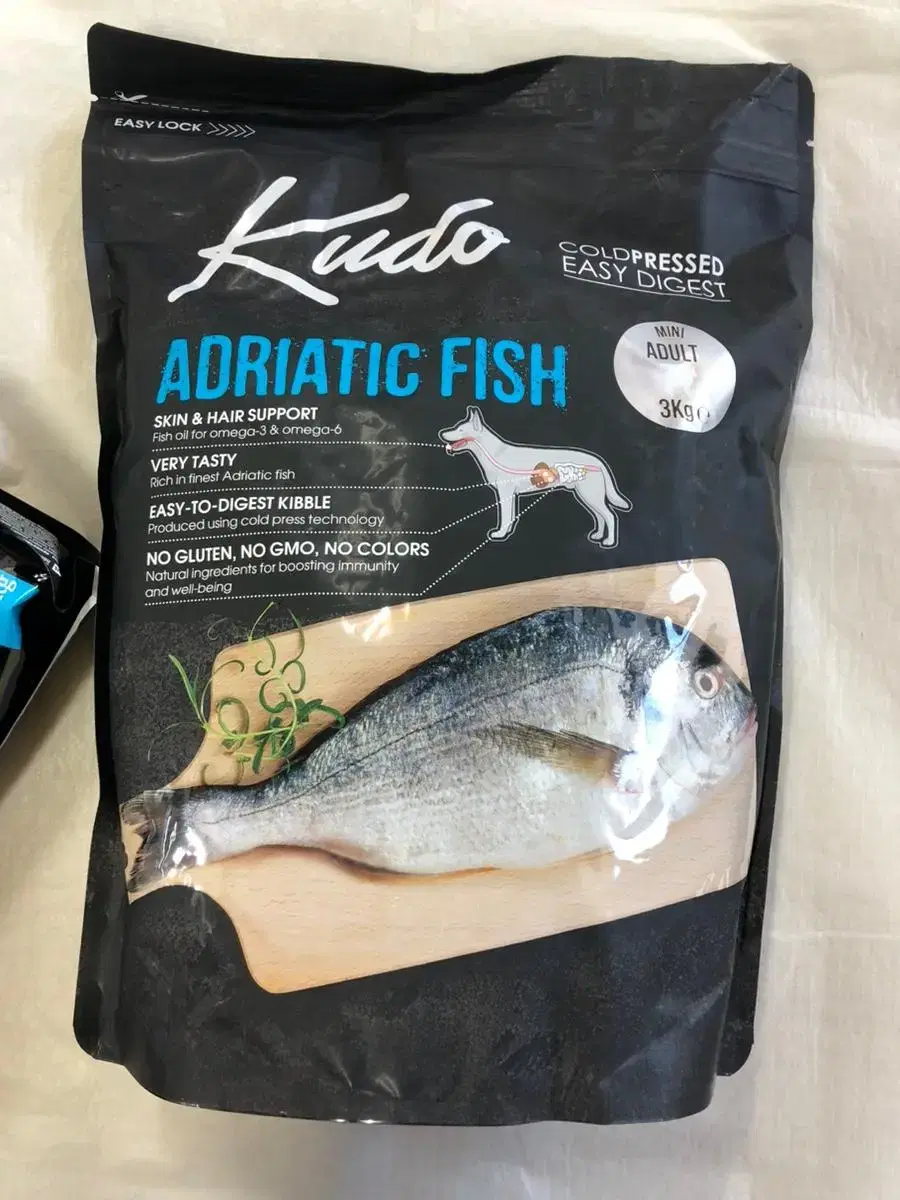 EASY LOCK >>>>>
Kudo
COLDPRESSED
EASY DIGEST
ADRIATIC FISH
MINI
ADULT
3Kg e
SKIN & HAIR SUPPORT
Fish oil for omega-3 & omega-6
VERY TASTY
Rich in finest Adriatic fish
EASY-TO-DIGEST KIBBLE
Produced using cold press technology
NO GLUTEN, NO GMO, NO COLORS
Natural ingredients for boosting immunity
and well-being